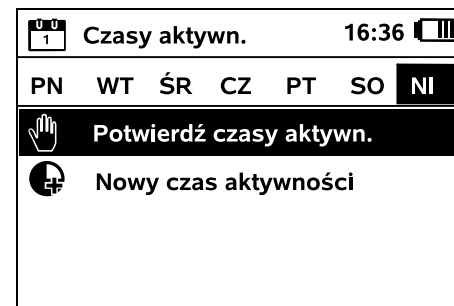 1 Czasy aktywn. 16:36
PN WT ŚR CZ PT SO NI
Potwierdź czasy aktywn.
Nowy czas aktywności